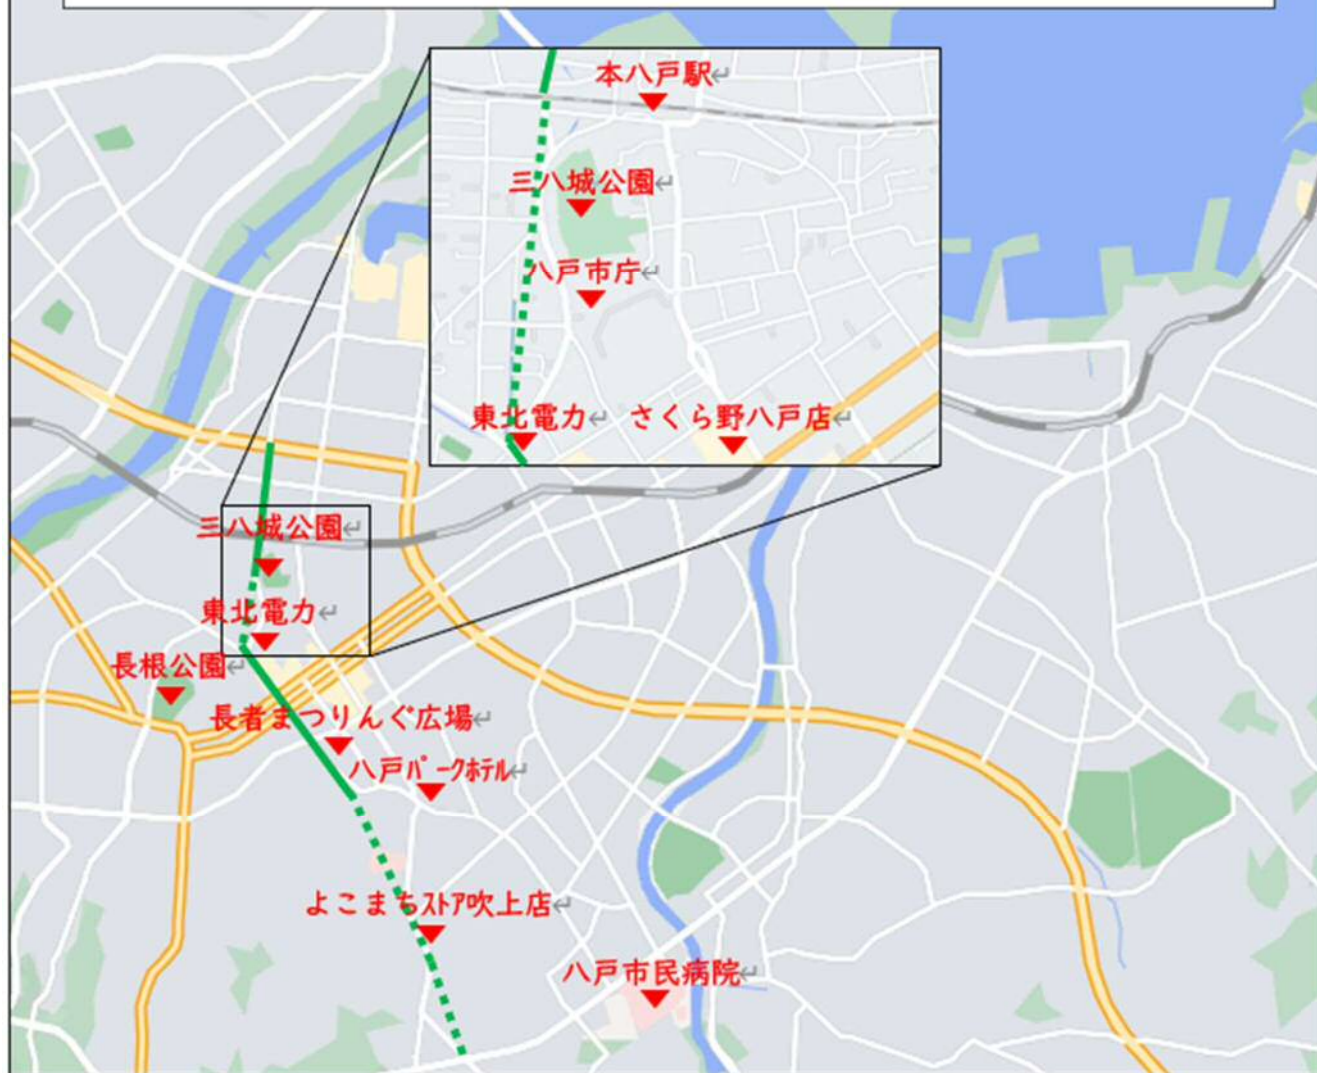 本八戸駅↵
三八城公園↵
八戸市庁↵
東北電力↵ さくら野八戸店↵
三八城公園↵
東北電力↵
長根公園↵
長者まつりんぐ広場↵
八戸ﾊﾟｰｸﾎﾃﾙ↵
よこまちｽﾄｱ吹上店↵
八戸市民病院↵